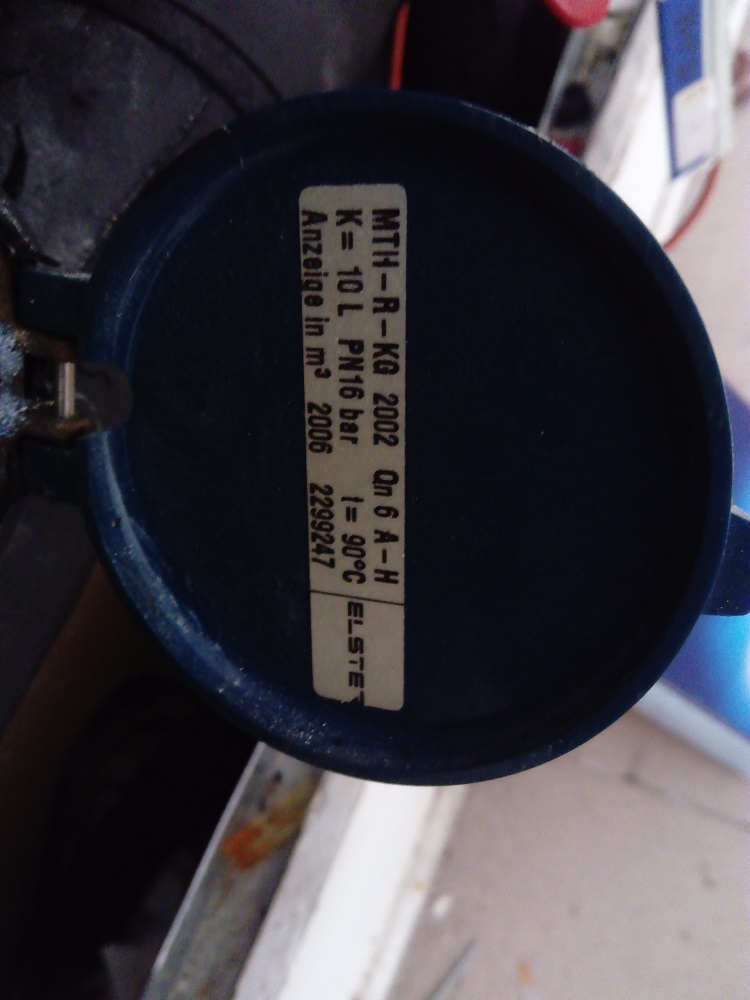 MTH-R-KG 2002 Qn 6 A-H
K= 10 L PN16 bar t= 90°C
Anzeige in m³ 2006 2299247
ELSTER